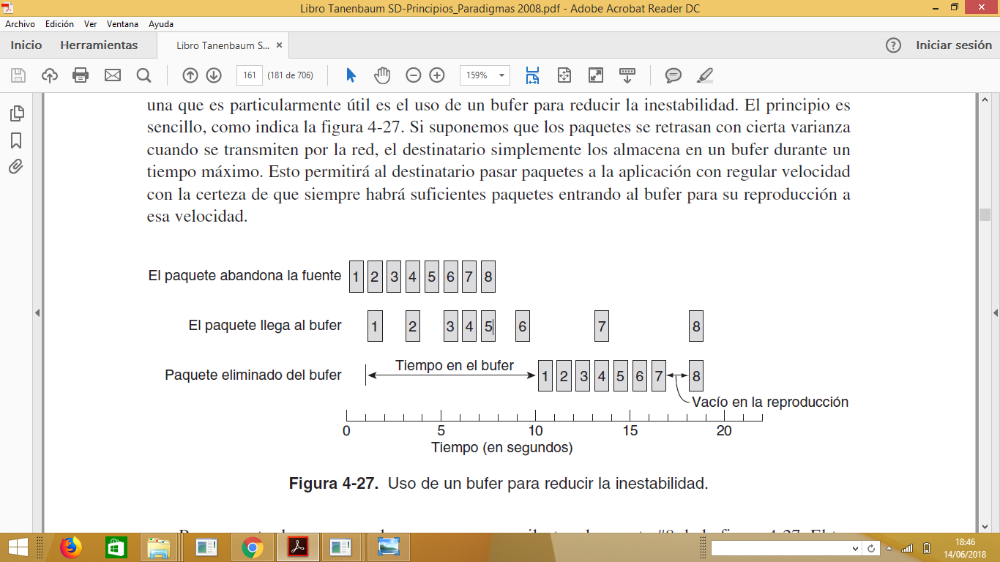 Libro Tanenbaum SD-Principios_Paradigmas 2008.pdf - Adobe Acrobat Reader DC
Archivo Edición Ver Ventana Ayuda
Inicio Herramientas Libro Tanenbaum S... × ? Iniciar sesión
161 (181 de 706) 159%
una que es particularmente útil es el uso de un bufer para reducir la inestabilidad. El principio es
sencillo, como indica la figura 4-27. Si suponemos que los paquetes se retrasan con cierta varianza
cuando se transmiten por la red, el destinatario simplemente los almacena en un bufer durante un
tiempo máximo. Esto permitirá al destinatario pasar paquetes a la aplicación con regular velocidad
con la certeza de que siempre habrá suficientes paquetes entrando al bufer para su reproducción a
esa velocidad.
El paquete abandona la fuente 1 2 3 4 5 6 7 8
El paquete llega al bufer 1 2 3 4 5 6 7 8
Paquete eliminado del bufer Tiempo en el bufer 1 2 3 4 5 6 7 8
Vacío en la reproducción
0 5 10 15 20
Tiempo (en segundos)
Figura 4-27. Uso de un bufer para reducir la inestabilidad.
18:46
14/06/2018